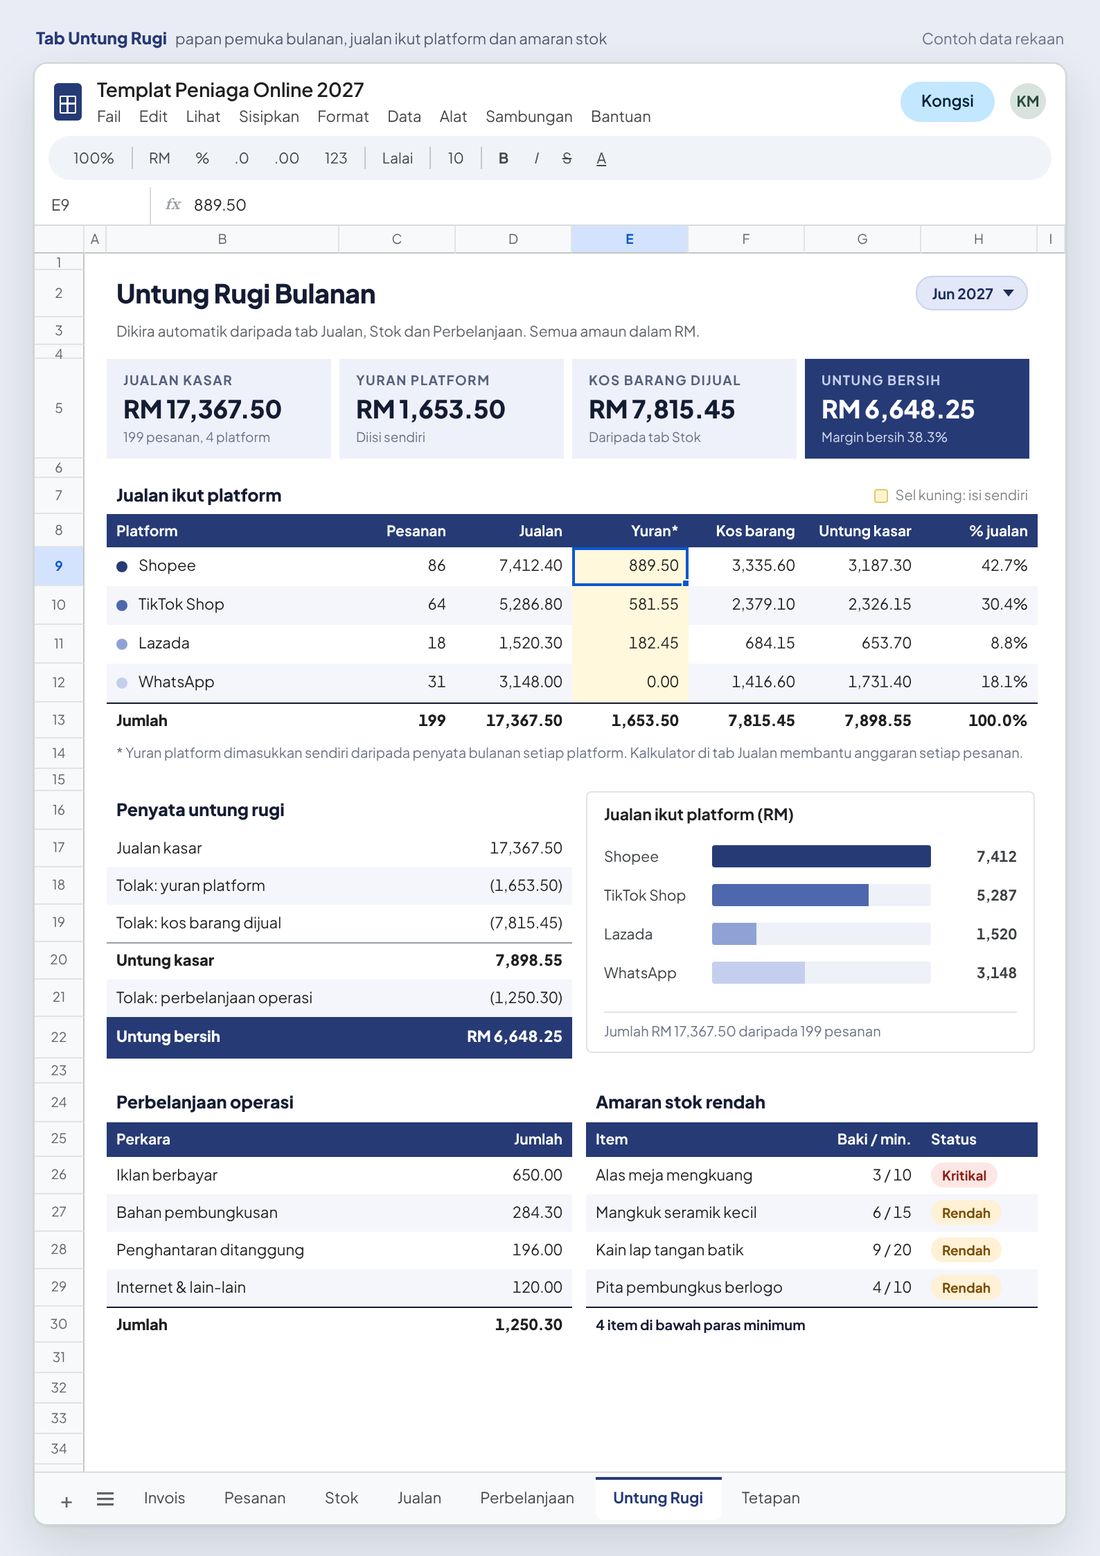 Tab Untung Rugi papan pemuka bulanan, jualan ikut platform dan amaran stok Contoh data rekaan
Templat Peniaga Online 2027
Kongsi KM
Fail Edit Lihat Sisipkan Format Data Alat Sambungan Bantuan
100% RM % .0 .00 123 Lalai 10 B I S A
E9 fx 889.50
A B C D E F G H I
1
2 Untung Rugi Bulanan Jun 2027
3 Dikira automatik daripada tab Jualan, Stok dan Perbelanjaan. Semua amaun dalam RM.
4
JUALAN KASAR YURAN PLATFORM KOS BARANG DIJUAL UNTUNG BERSIH
5 RM 17,367.50 RM 1,653.50 RM 7,815.45 RM 6,648.25
199 pesanan, 4 platform Diisi sendiri Daripada tab Stok Margin bersih 38.3%
6
7 Jualan ikut platform Sel kuning: isi sendiri
8 Platform Pesanan Jualan Yuran* Kos barang Untung kasar % jualan
9 Shopee 86 7,412.40 889.50 3,335.60 3,187.30 42.7%
10 TikTok Shop 64 5,286.80 581.55 2,379.10 2,326.15 30.4%
11 Lazada 18 1,520.30 182.45 684.15 653.70 8.8%
12 WhatsApp 31 3,148.00 0.00 1,416.60 1,731.40 18.1%
13 Jumlah 199 17,367.50 1,653.50 7,815.45 7,898.55 100.0%
14 * Yuran platform dimasukkan sendiri daripada penyata bulanan setiap platform. Kalkulator di tab Jualan membantu anggaran setiap pesanan.
15
16 Penyata untung rugi
17 Jualan kasar 17,367.50
18 Tolak: yuran platform (1,653.50)
19 Tolak: kos barang dijual (7,815.45)
20 Untung kasar 7,898.55
21 Tolak: perbelanjaan operasi (1,250.30)
22 Untung bersih RM 6,648.25
Jualan ikut platform (RM)
Shopee 7,412
TikTok Shop 5,287
Lazada 1,520
WhatsApp 3,148
Jumlah RM 17,367.50 daripada 199 pesanan
23
24 Perbelanjaan operasi
25 Perkara Jumlah
26 Iklan berbayar 650.00
27 Bahan pembungkusan 284.30
28 Penghantaran ditanggung 196.00
29 Internet & lain-lain 120.00
30 Jumlah 1,250.30
Amaran stok rendah
Item Baki / min. Status
Alas meja mengkuang 3 / 10 Kritikal
Mangkuk seramik kecil 6 / 15 Rendah
Kain lap tangan batik 9 / 20 Rendah
Pita pembungkus berlogo 4 / 10 Rendah
4 item di bawah paras minimum
31
32
33
34
+ Invois Pesanan Stok Jualan Perbelanjaan Untung Rugi Tetapan